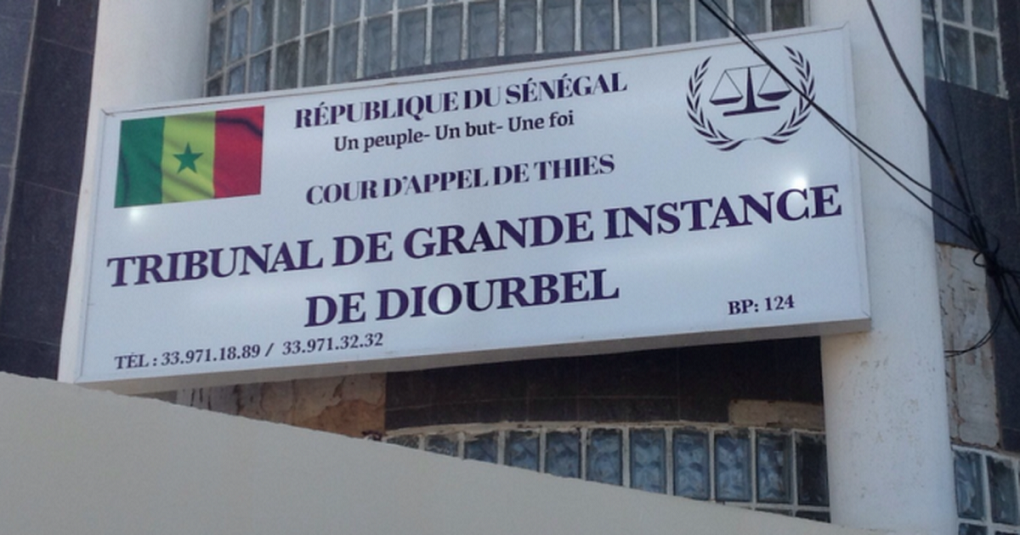 RÉPUBLIQUE DU SÉNÉGAL
Un peuple- Un but- Une foi
COUR D'APPEL DE THIES
TRIBUNAL DE GRANDE INSTANCE
DE DIOURBEL
BP: 124
TÉL : 33.971.18.89 / 33.971.32.32